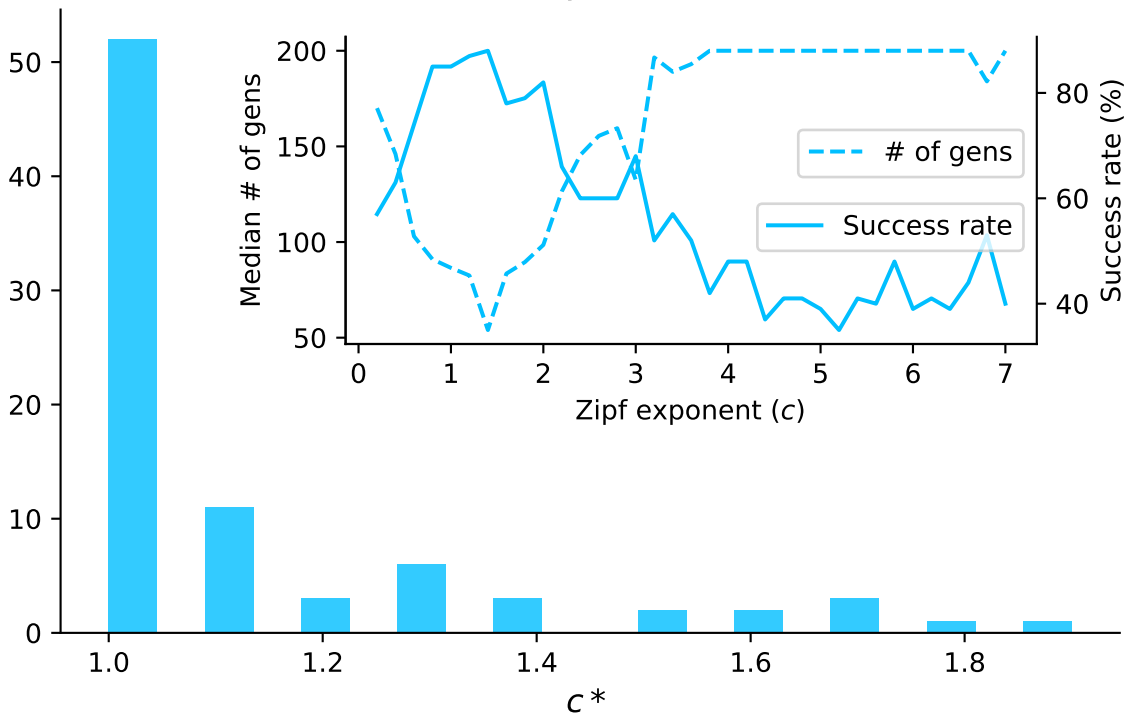 50
40
30
20
10
0
1.0 1.2 1.4 1.6 1.8
c *
Median # of gens
200
150
100
50
0 1 2 3 4 5 6 7
Zipf exponent (c)
80
60
40
Success rate (%)
# of gens
Success rate